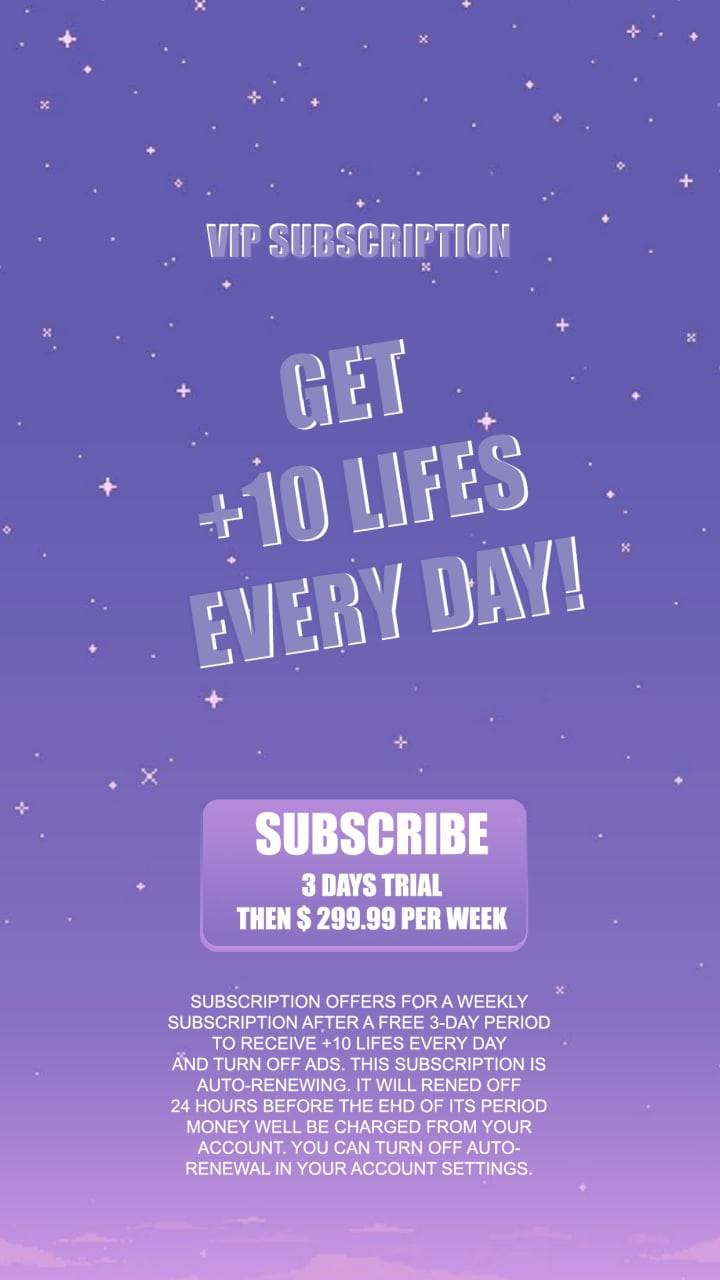 VIP SUBSCRIPTION
GET
+10 LIFES
EVERY DAY!
SUBSCRIBE
3 DAYS TRIAL
THEN $ 299.99 PER WEEK
SUBSCRIPTION OFFERS FOR A WEEKLY
SUBSCRIPTION AFTER A FREE 3-DAY PERIOD
TO RECEIVE +10 LIFES EVERY DAY
AND TURN OFF ADS. THIS SUBSCRIPTION IS
AUTO-RENEWING. IT WILL RENED OFF
24 HOURS BEFORE THE EHD OF ITS PERIOD
MONEY WELL BE CHARGED FROM YOUR
ACCOUNT. YOU CAN TURN OFF AUTO-
RENEWAL IN YOUR ACCOUNT SETTINGS.